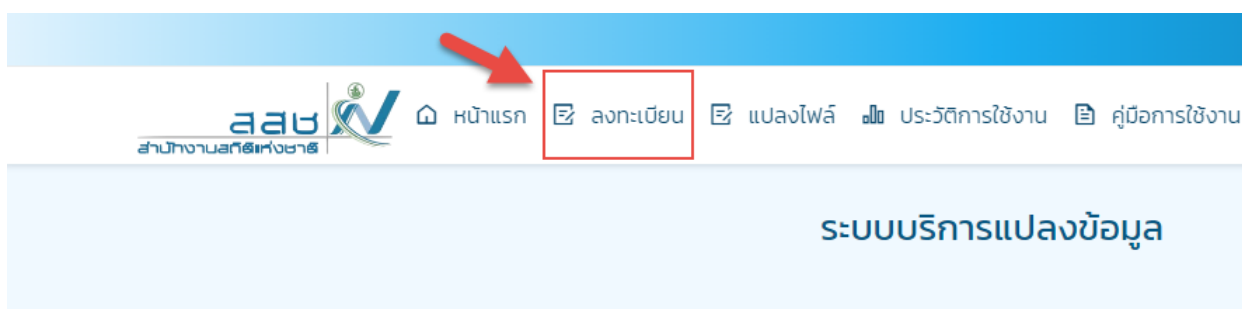 สสช
สำนักงานสถิติแห่งชาติ
หน้าแรก ลงทะเบียน แปลงไฟล์ ประวัติการใช้งาน คู่มือการใช้งาน
ระบบบริการแปลงข้อมูล